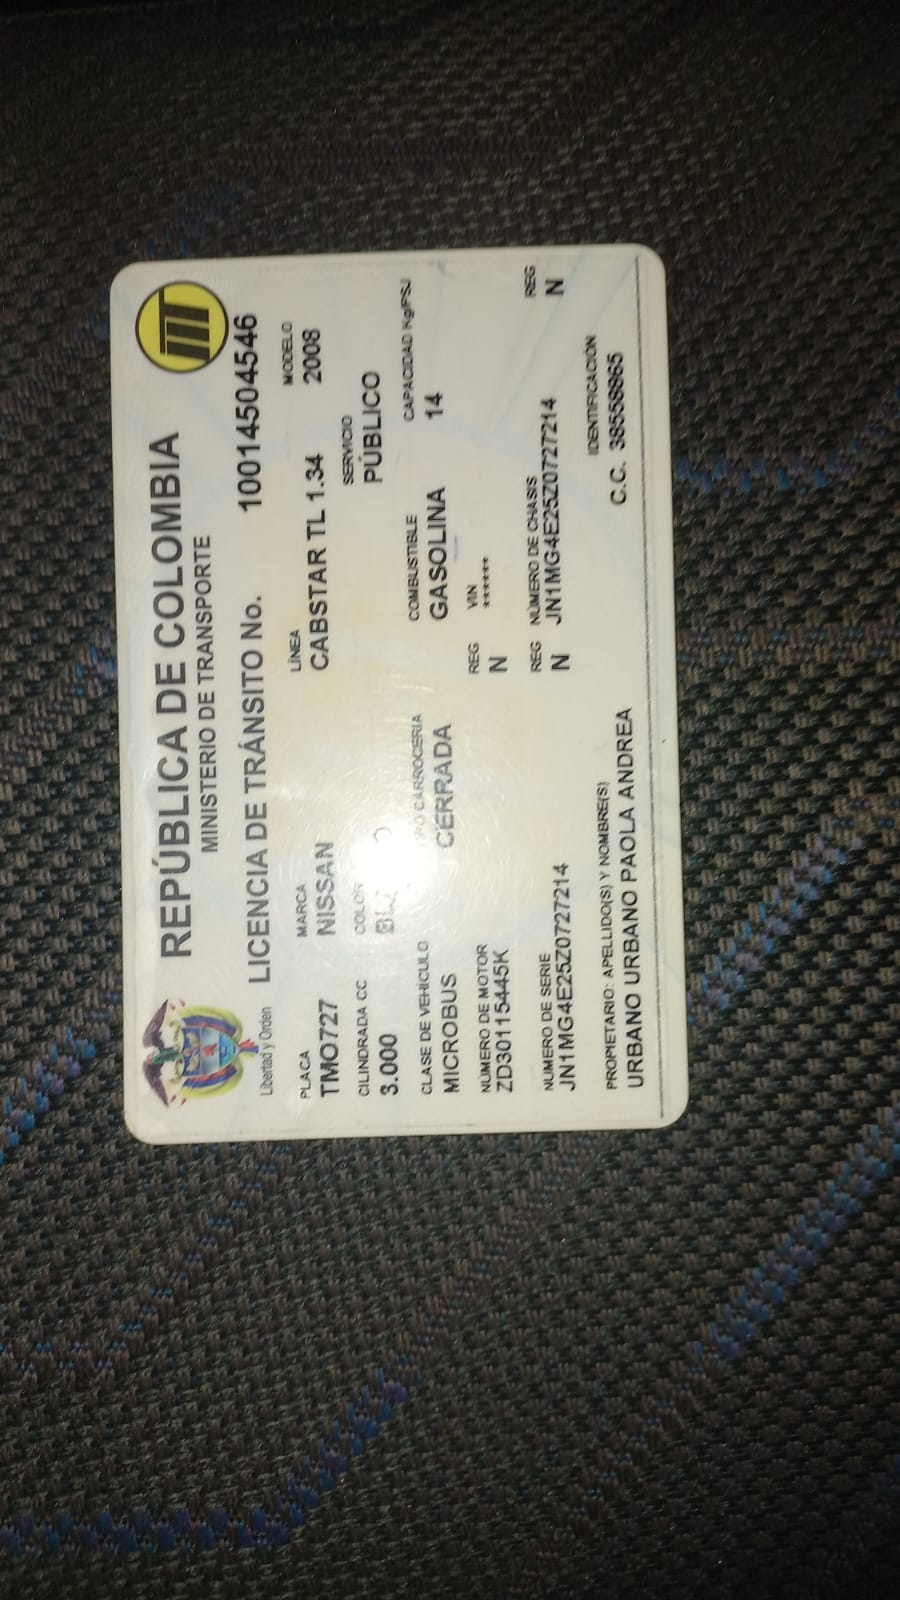 REPÚBLICA DE COLOMBIA
MINISTERIO DE TRANSPORTE
Libertad y Orden
LICENCIA DE TRÁNSITO No. 10014504546
PLACA MARCA LÍNEA MODELO
TMO727 NISSAN CABSTAR TL 1.34 2008
CILINDRADA CC COLOR SERVICIO
3.000 PÚBLICO
CLASE DE VEHÍCULO CARROCERÍA COMBUSTIBLE CAPACIDAD Kg/PSJ
MICROBUS CERRADA GASOLINA 14
NÚMERO DE MOTOR REG VIN
ZD30115445K N ******
NÚMERO DE SERIE REG NÚMERO DE CHASIS REG
JN1MG4E25Z0727214 N JN1MG4E25Z0727214 N
PROPIETARIO: APELLIDO(S) Y NOMBRE(S) IDENTIFICACIÓN
URBANO URBANO PAOLA ANDREA C.C. 38558865